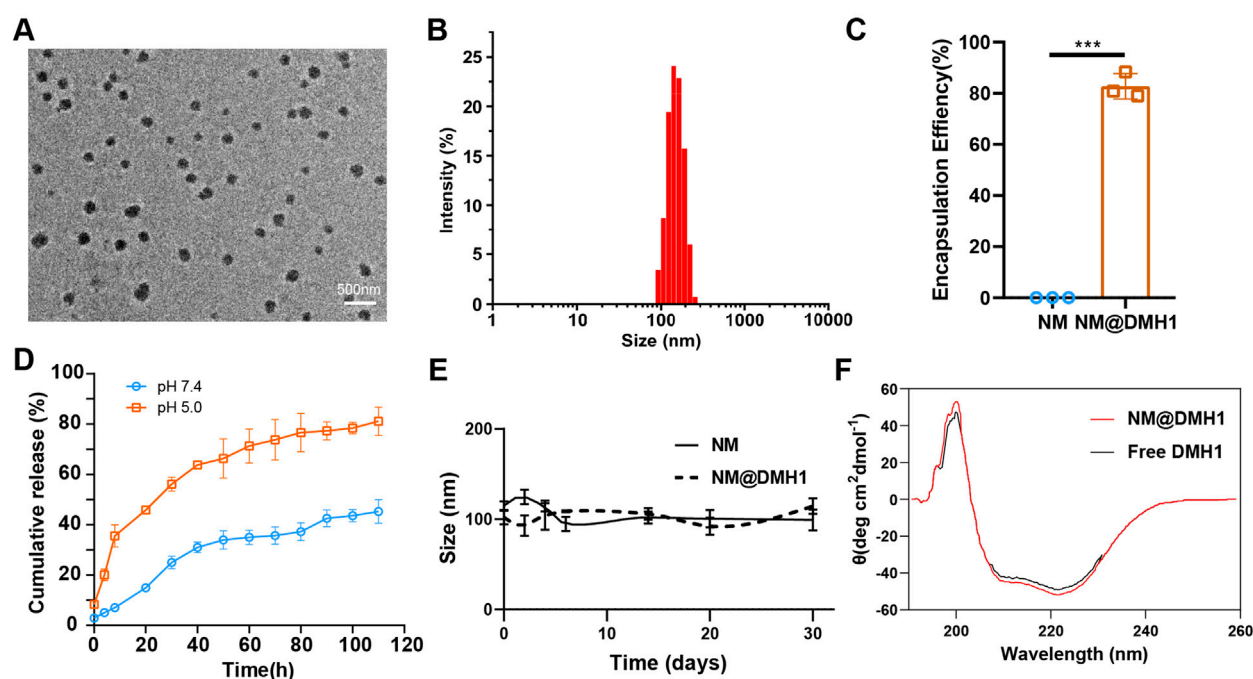 A
500nm
B
Intensity (%)
25
20
15
10
5
0
1
10
100
1000
10000
Size (nm)
C
Encapsulation Effiency(%)
100
80
60
40
20
0
***
NM
NM@DMH1
D
Cumulative release (%)
100
80
60
40
20
0
pH 7.4
pH 5.0
0
20
40
60
80
100
120
Time(h)
E
Size (nm)
200
100
0
NM
NM@DMH1
0
10
20
30
Time (days)
F
θ(deg cm²dmol⁻¹)
60
40
20
0
-20
-40
-60
NM@DMH1
Free DMH1
200
220
240
260
Wavelength (nm)